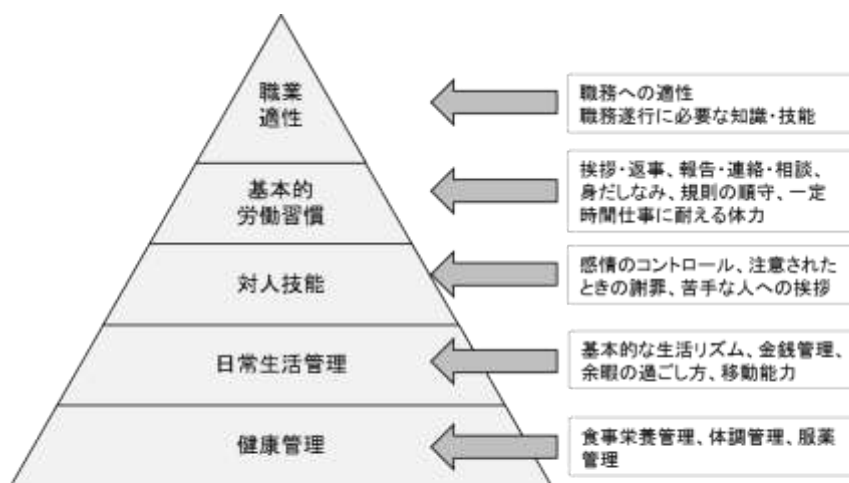 職業
適性
職務への適性
職務遂行に必要な知識・技能
基本的
労働習慣
挨拶・返事、報告・連絡・相談、
身だしなみ、規則の順守、一定
時間仕事に耐える体力
対人技能
感情のコントロール、注意された
ときの謝罪、苦手な人への挨拶
日常生活管理
基本的な生活リズム、金銭管理、
余暇の過ごし方、移動能力
健康管理
食事栄養管理、体調管理、服薬
管理